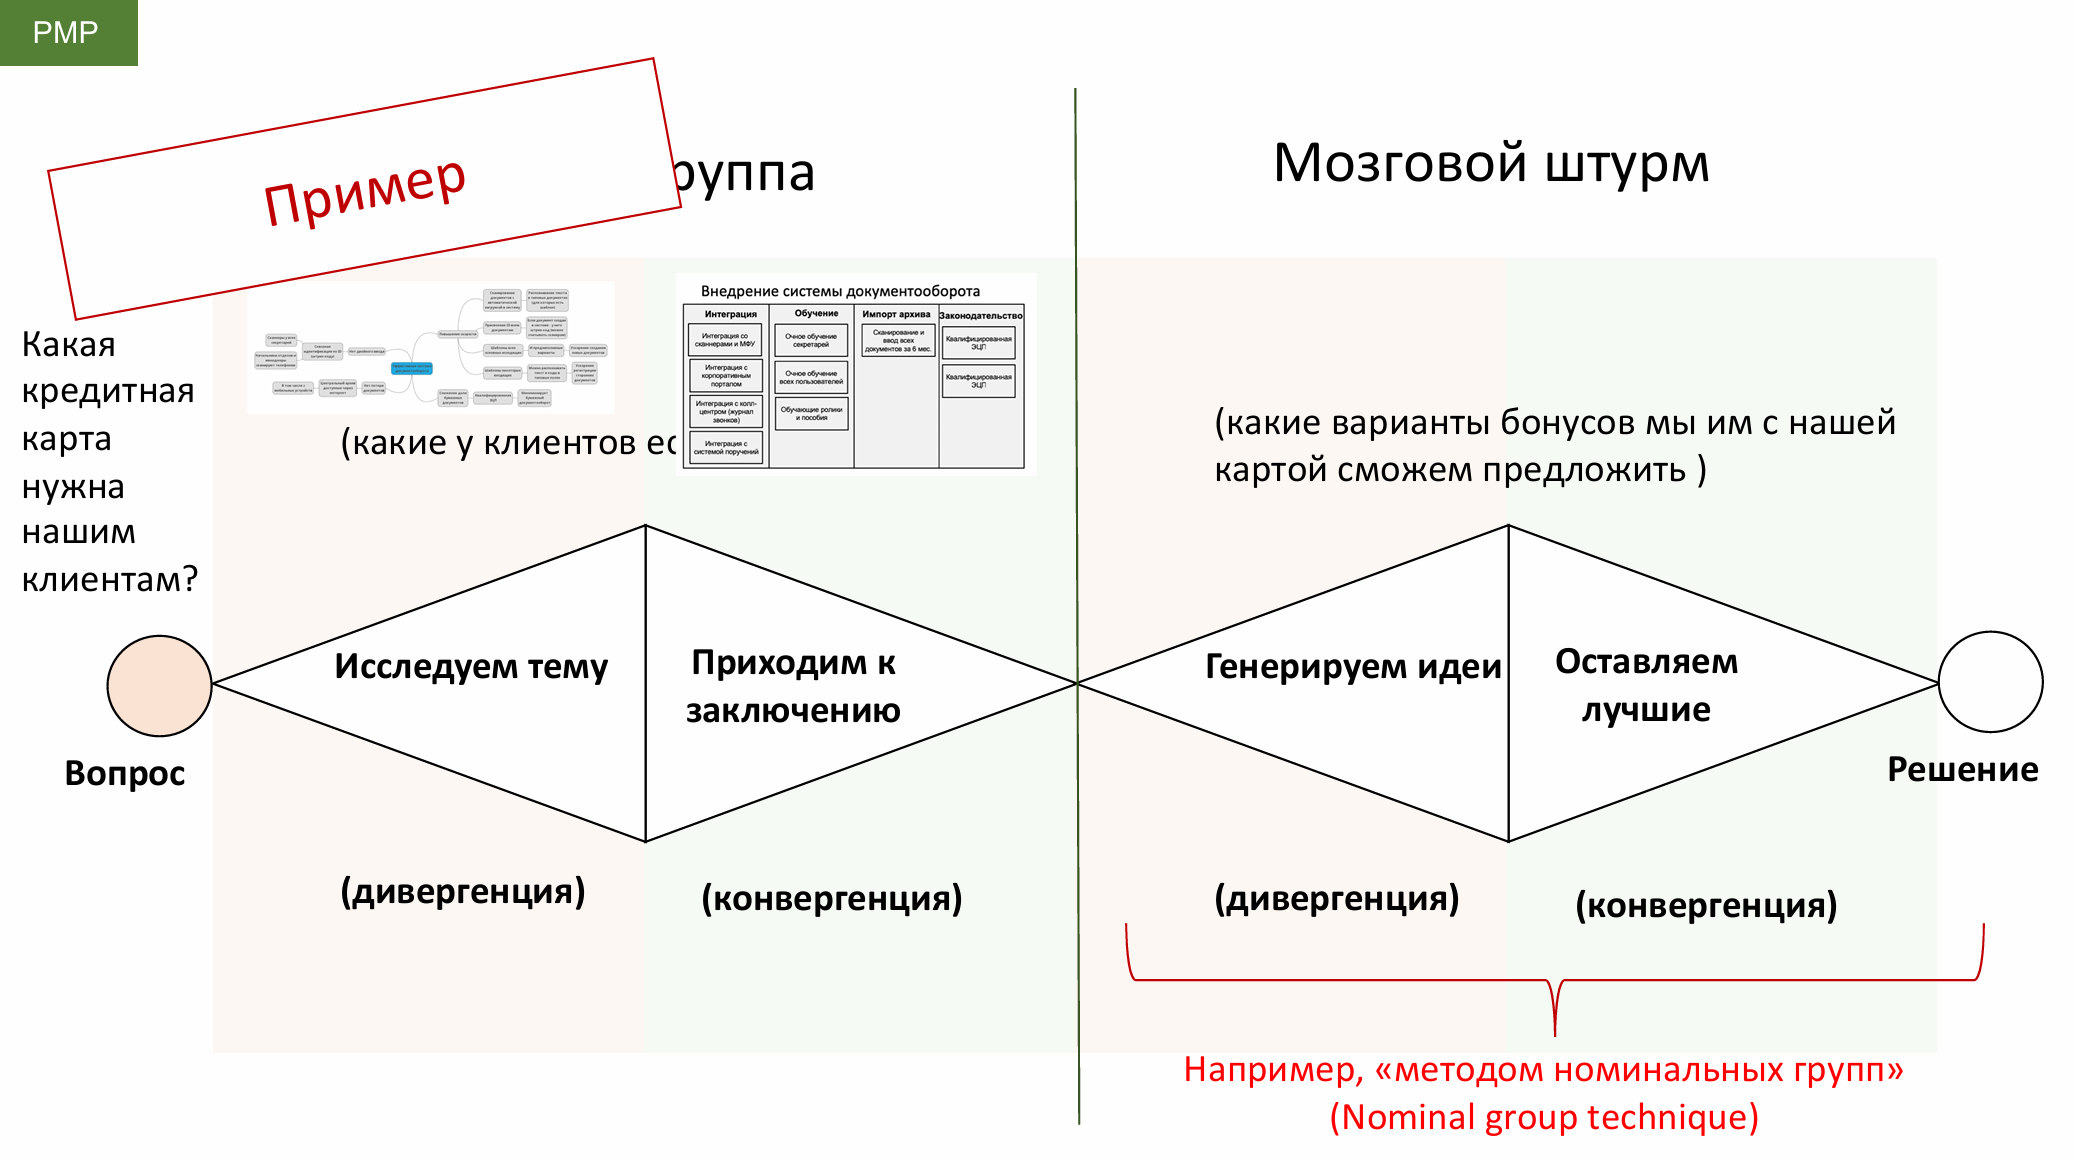 PMP
Пример
руппа
Мозговой штурм
Какая
кредитная
карта
нужна
нашим
клиентам?
(какие у клиентов ес
Внедрение системы документооборота
Интеграция
Обучение
Импорт архива
Законодательство
Интеграция со
сканнерами и МФУ
Интеграция с
корпоративным
порталом
Интеграция с колл-
центром (журнал
звонков)
Интеграция с
системой поручений
Очное обучение
секретарей
Очное обучение
всех пользователей
Обучающие ролики
и пособия
Сканирование и
ввод всех
документов за 6 мес.
Квалифицированная
ЭЦП
Квалифицированная
ЭЦП
(какие варианты бонусов мы им с нашей
картой сможем предложить )
Исследуем тему
Приходим к
заключению
Генерируем идеи
Оставляем
лучшие
Вопрос
Решение
(дивергенция)
(конвергенция)
(дивергенция)
(конвергенция)
Например, «методом номинальных групп»
(Nominal group technique)